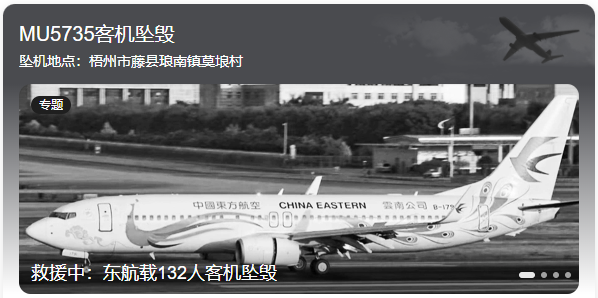 MU5735客机坠毁
坠机地点：梧州市藤县琅南镇莫埌村
专题
中國東方航空 CHINA EASTERN 雲南公司 B-179
救援中：东航载132人客机坠毁